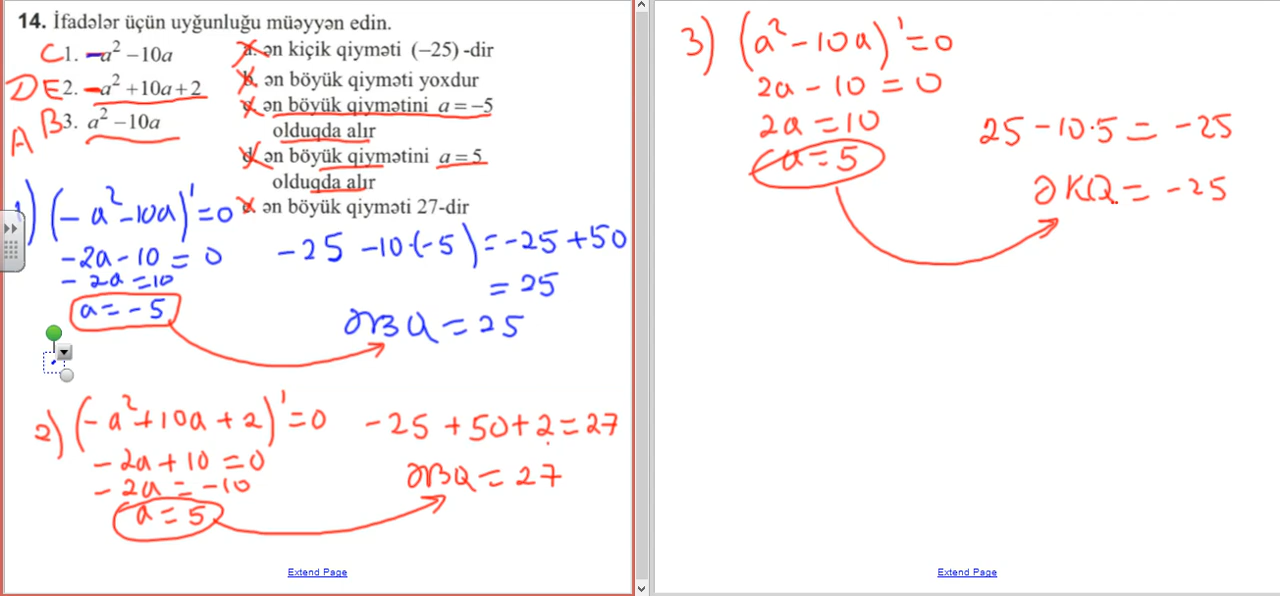 14. İfadələr üçün uyğunluğu müəyyən edin.
C 1. −a² − 10a
a. ən kiçik qiyməti (−25) -dir
D E 2. −a² + 10a + 2
b. ən böyük qiyməti yoxdur
A B 3. a² − 10a
c. ən böyük qiymətini a = −5
olduqda alır
d. ən böyük qiymətini a = 5
olduqda alır
e. ən böyük qiyməti 27-dir
1) (−a² − 10a)' = 0
−2a − 10 = 0
−2a = 10
a = −5
−25 − 10·(−5) = −25 + 50
= 25
ƏBQ = 25
2) (−a² + 10a + 2)' = 0
−2a + 10 = 0
−2a = −10
a = 5
−25 + 50 + 2 = 27
ƏBQ = 27
Extend Page
3) (a² − 10a)' = 0
2a − 10 = 0
2a = 10
a = 5
25 − 10·5 = −25
ƏKQ = −25
Extend Page